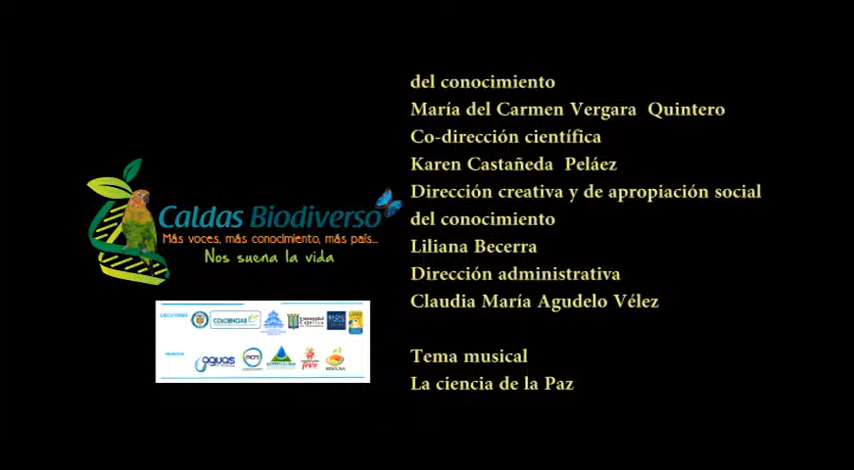 del conocimiento
María del Carmen Vergara Quintero
Co-dirección científica
Karen Castañeda Peláez
Dirección creativa y de apropiación social
del conocimiento
Liliana Becerra
Dirección administrativa
Claudia María Agudelo Vélez
Tema musical
La ciencia de la Paz
Caldas Biodiverso
Más voces, más conocimiento, más país...
Nos suena la vida
COLCIENCIAS
aguas